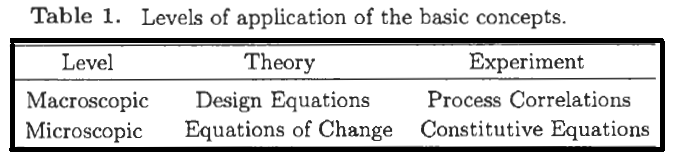 Table 1. Levels of application of the basic concepts.
Level Theory Experiment
Macroscopic Design Equations Process Correlations
Microscopic Equations of Change Constitutive Equations